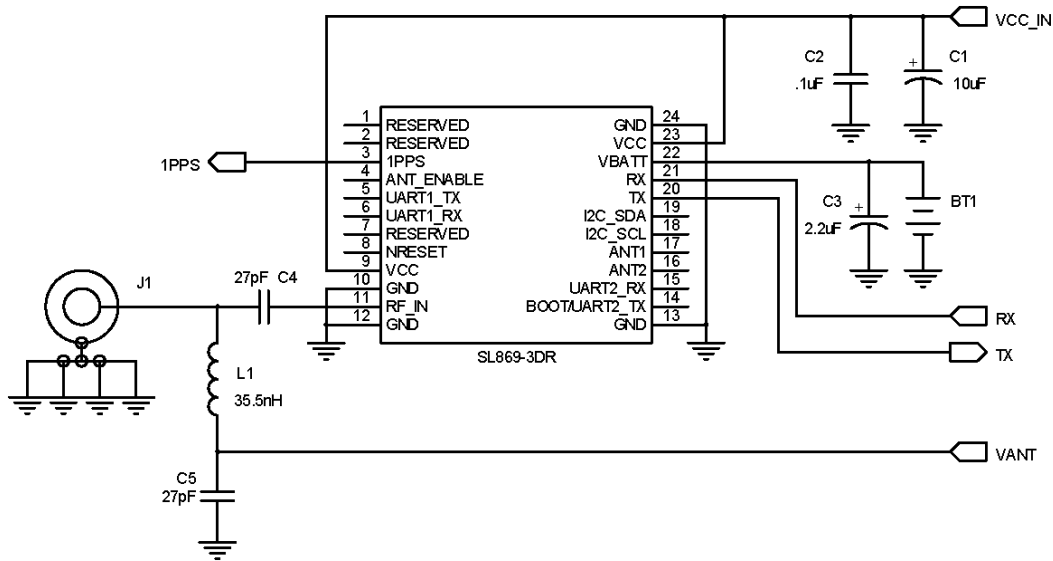 VCC_IN
C2
.1uF
+ C1
10uF
1 RESERVED GND 24
2 RESERVED VCC 23
1PPS 3 1PPS VBATT 22
4 ANT_ENABLE RX 21
5 UART1_TX TX 20
6 UART1_RX I2C_SDA 19
7 RESERVED I2C_SCL 18
8 NRESET ANT1 17
9 VCC ANT2 16
10 GND UART2_RX 15
11 RF_IN BOOT/UART2_TX 14
12 GND GND 13
SL869-3DR
C3 +
2.2uF
BT1
J1
27pF C4
RX
TX
L1
35.5nH
VANT
C5
27pF